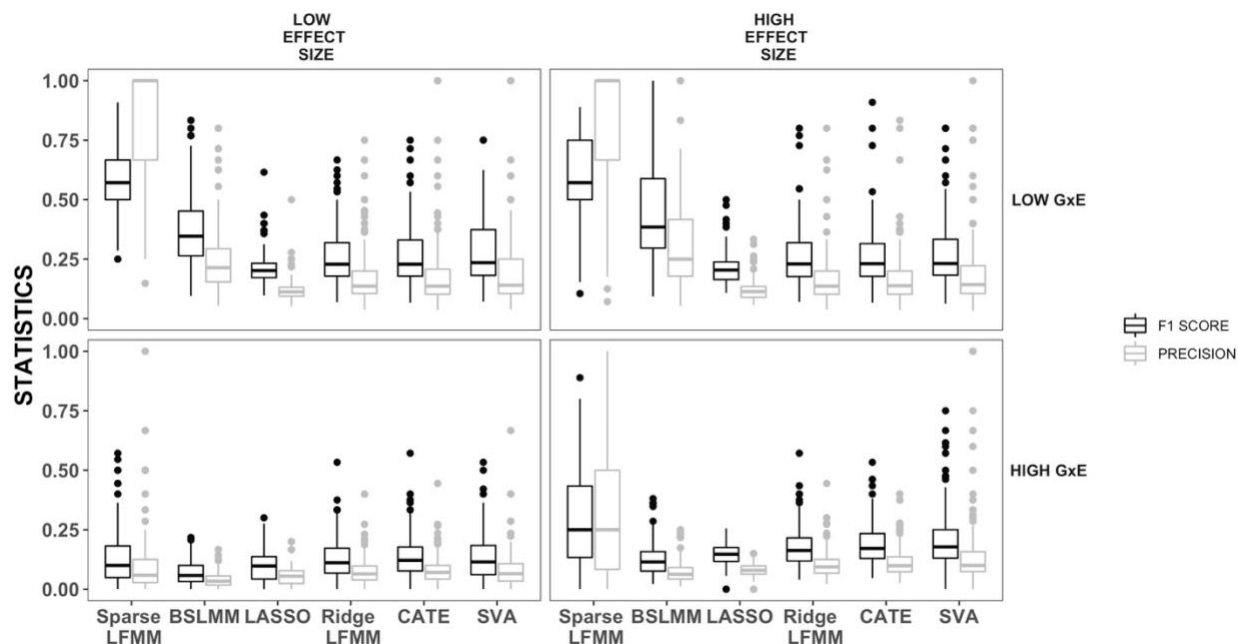 LOW
EFFECT
SIZE
HIGH
EFFECT
SIZE
STATISTICS
1.00
0.75
0.50
0.25
0.00
LOW GxE
1.00
0.75
0.50
0.25
0.00
HIGH GxE
F1 SCORE
PRECISION
Sparse BSLMM LASSO Ridge CATE SVA
LFMM LFMM
Sparse BSLMM LASSO Ridge CATE SVA
LFMM LFMM